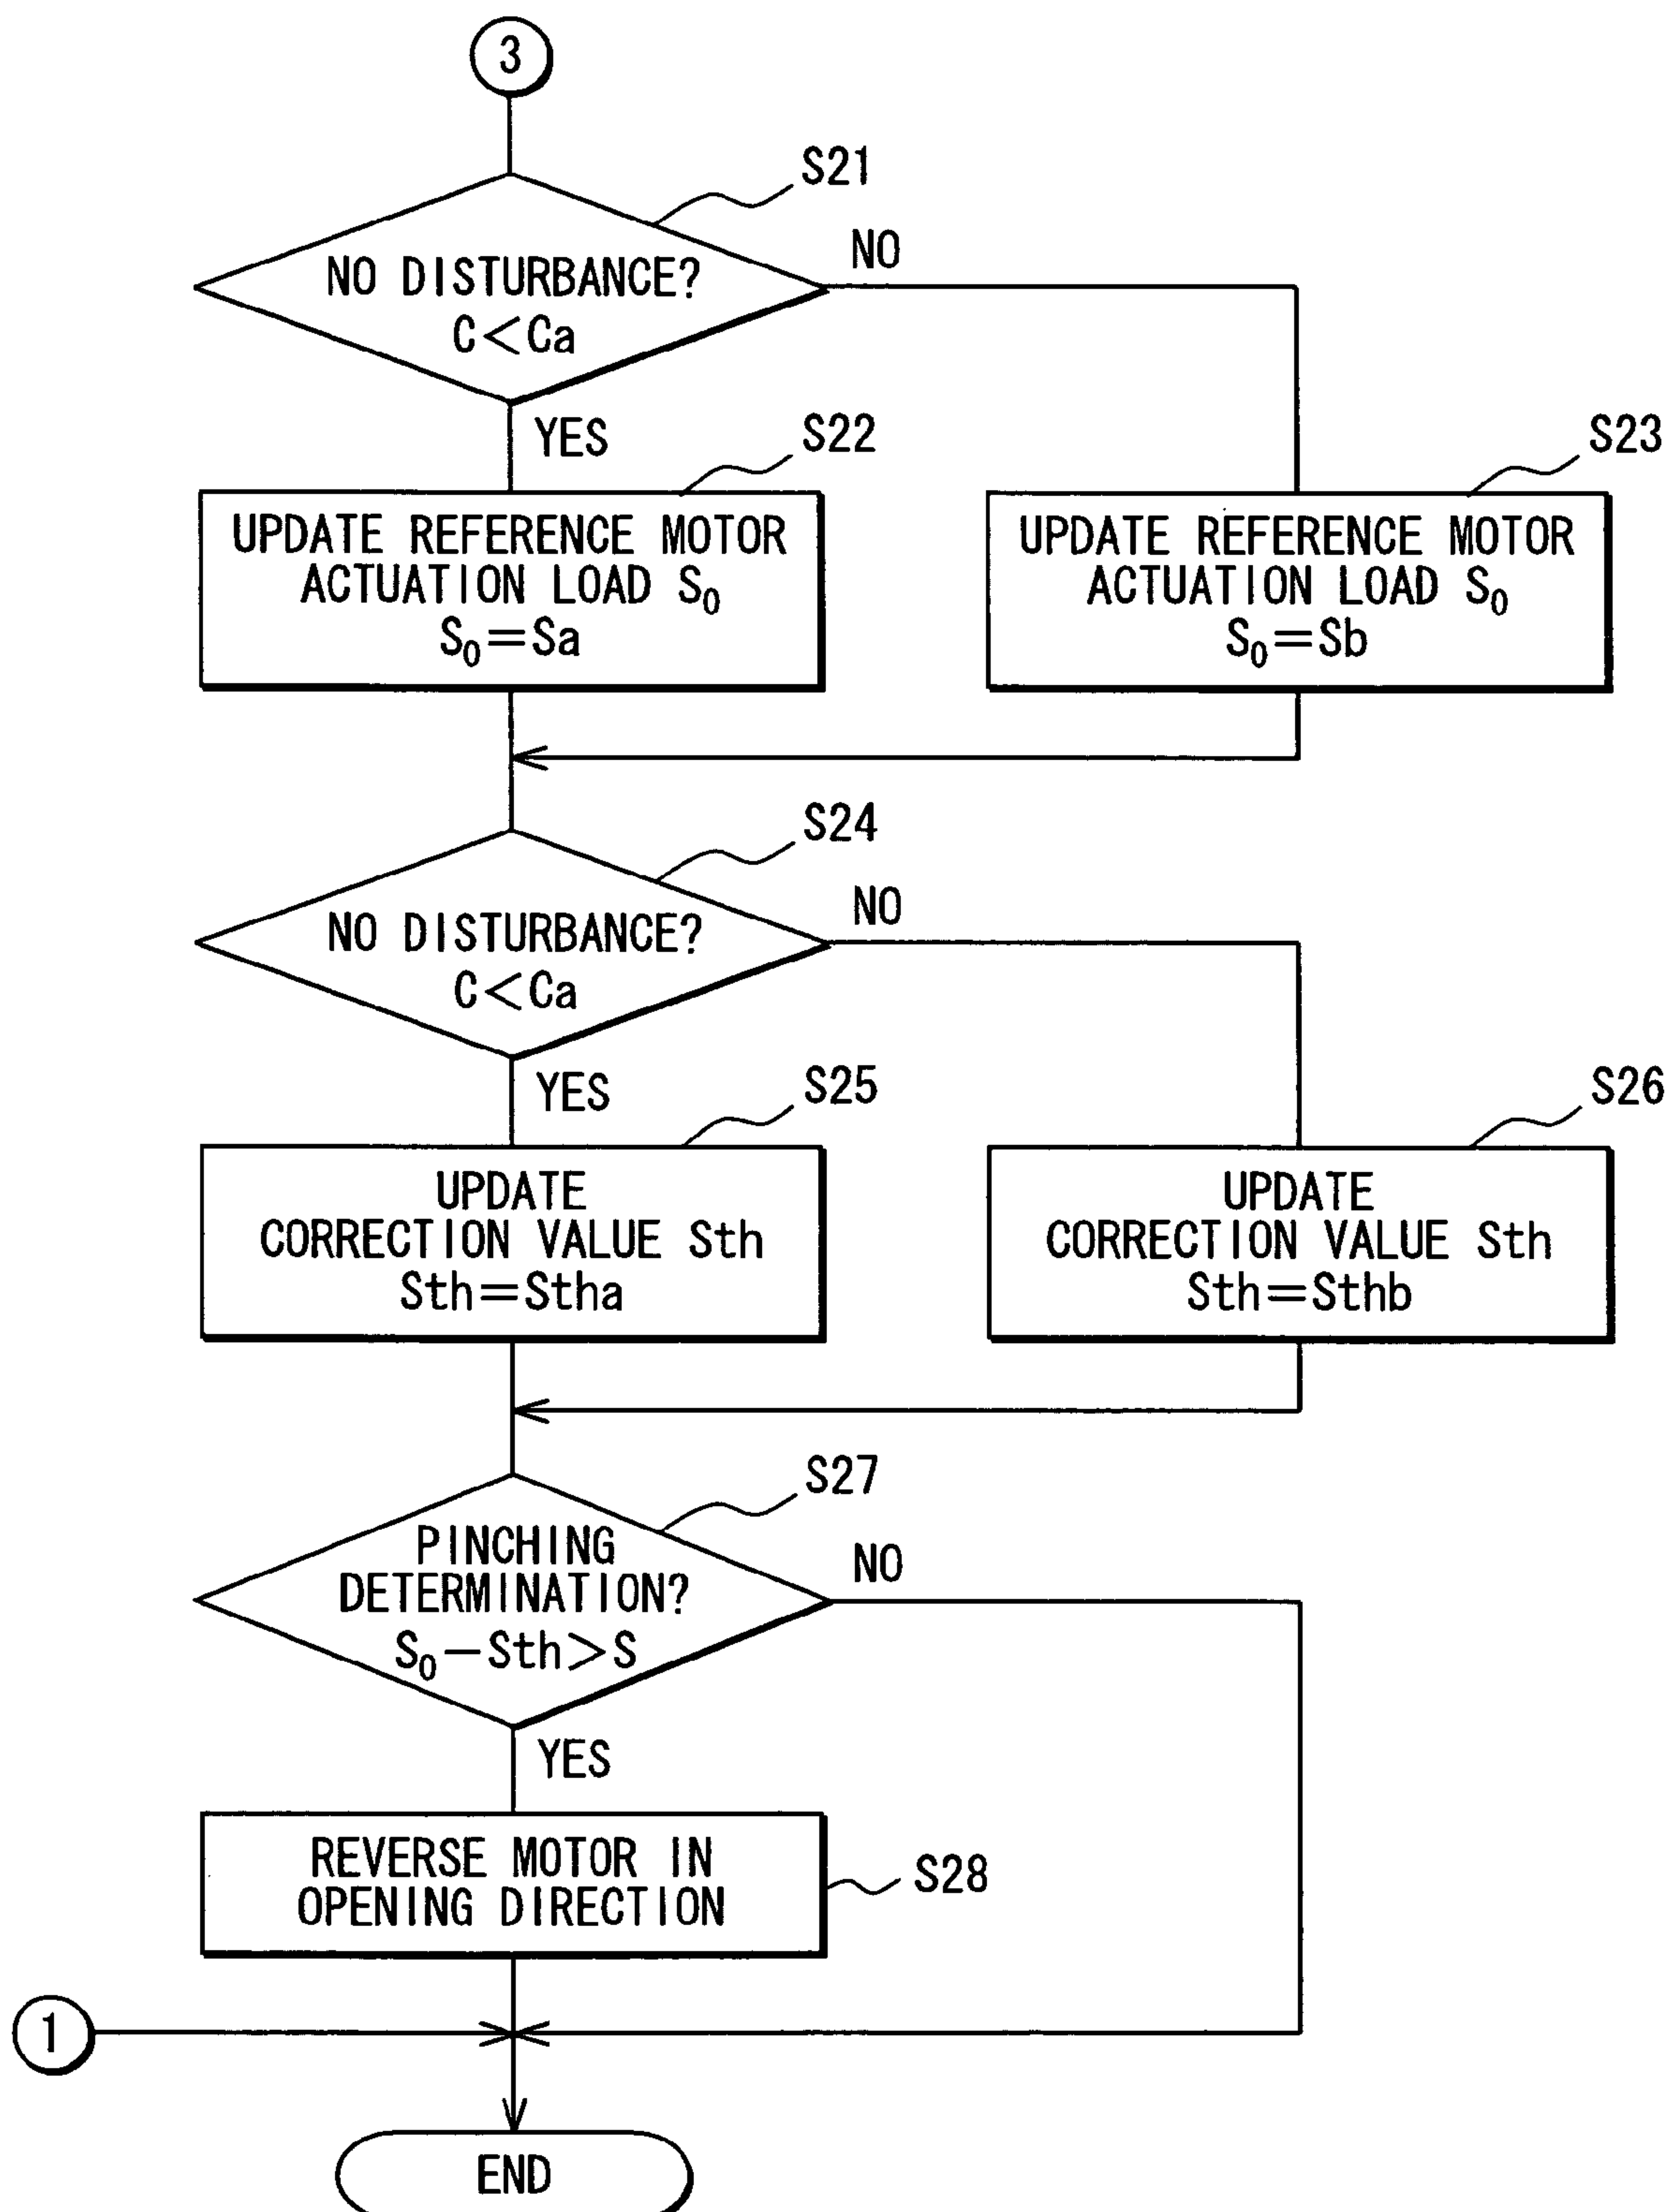 3
S21
NO DISTURBANCE?
C<Ca
NO
YES
S22
UPDATE REFERENCE MOTOR
ACTUATION LOAD S₀
S₀=Sa
S23
UPDATE REFERENCE MOTOR
ACTUATION LOAD S₀
S₀=Sb
S24
NO DISTURBANCE?
C<Ca
NO
YES
S25
UPDATE
CORRECTION VALUE Sth
Sth=Stha
S26
UPDATE
CORRECTION VALUE Sth
Sth=Sthb
S27
PINCHING
DETERMINATION?
S₀−Sth>S
NO
YES
REVERSE MOTOR IN
OPENING DIRECTION
S28
1
END